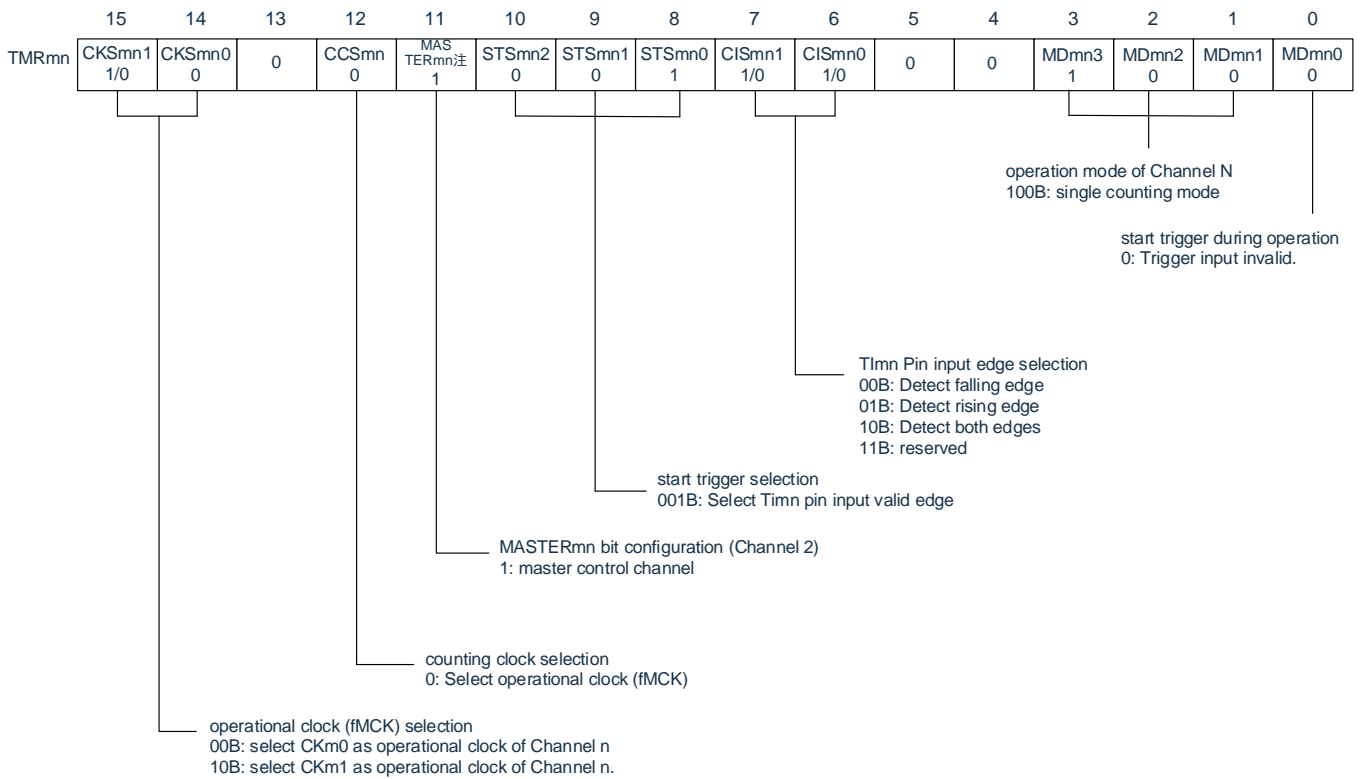 15 14 13 12 11 10 9 8 7 6 5 4 3 2 1 0
TMRmn
CKSmn1 CKSmn0 0 CCSmn MAS STSmn2 STSmn1 STSmn0 CISmn1 CISmn0 0 0 MDmn3 MDmn2 MDmn1 MDmn0
TERmn注
1/0 0 0 1 0 0 1 1/0 1/0 1 0 0 0
operation mode of Channel N
100B: single counting mode
start trigger during operation
0: Trigger input invalid.
TImn Pin input edge selection
00B: Detect falling edge
01B: Detect rising edge
10B: Detect both edges
11B: reserved
start trigger selection
001B: Select Timn pin input valid edge
MASTERmn bit configuration (Channel 2)
1: master control channel
counting clock selection
0: Select operational clock (fMCK)
operational clock (fMCK) selection
00B: select CKm0 as operational clock of Channel n
10B: select CKm1 as operational clock of Channel n.